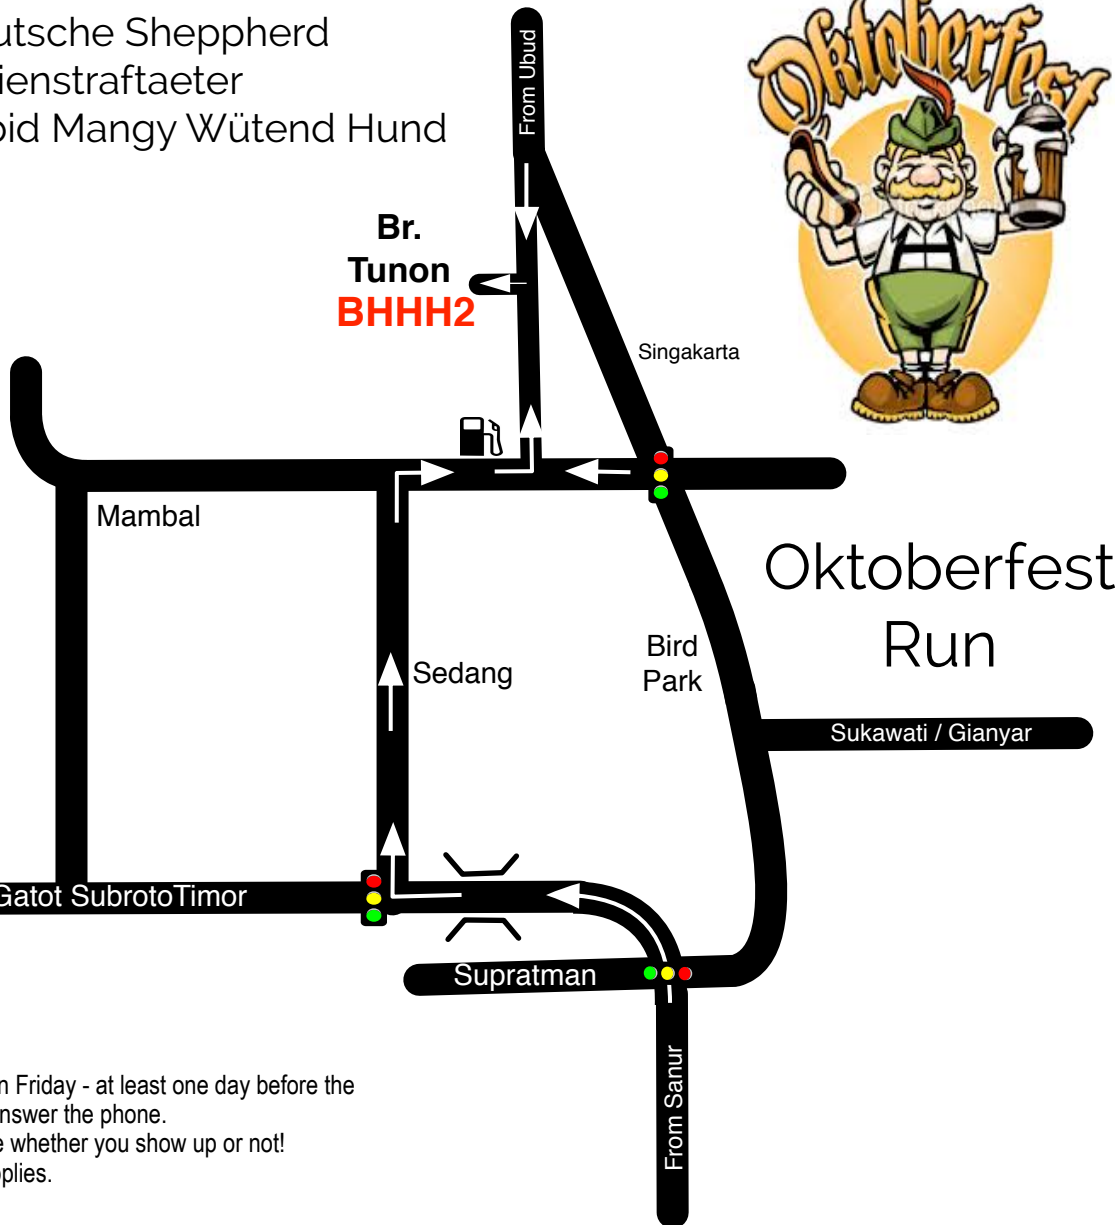 utsche Sheppherd
ienstraftaeter
oid Mangy Wütend Hund
Oktoberfest
From Ubud
Br.
Tunon
BHHH2
Singakarta
Mambal
Oktoberfest
Run
Bird
Park
Sedang
Sukawati / Gianyar
Gatot SubrotoTimor
Supratman
From Sanur
n Friday - at least one day before the
nswer the phone.
e whether you show up or not!
pplies.